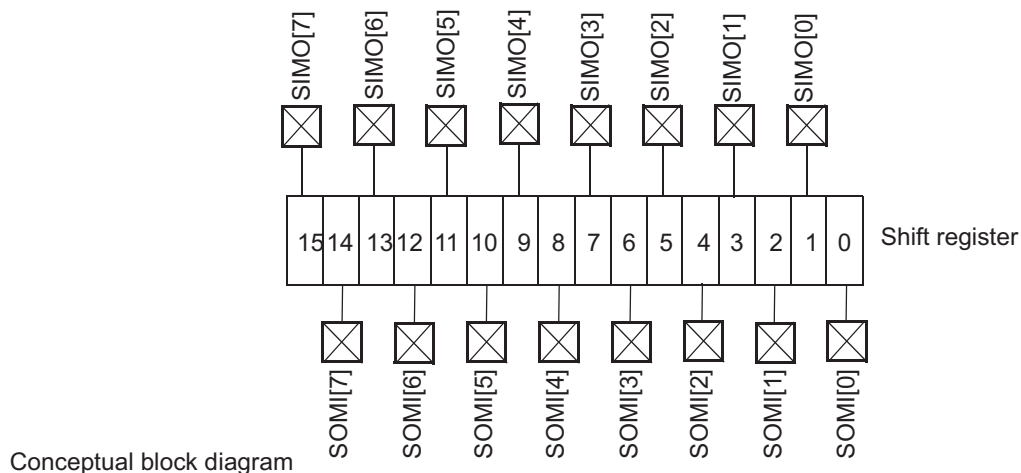 SIMO[7] SIMO[6] SIMO[5] SIMO[4] SIMO[3] SIMO[2] SIMO[1] SIMO[0]
15 14 13 12 11 10 9 8 7 6 5 4 3 2 1 0 Shift register
SOMI[7] SOMI[6] SOMI[5] SOMI[4] SOMI[3] SOMI[2] SOMI[1] SOMI[0]
Conceptual block diagram